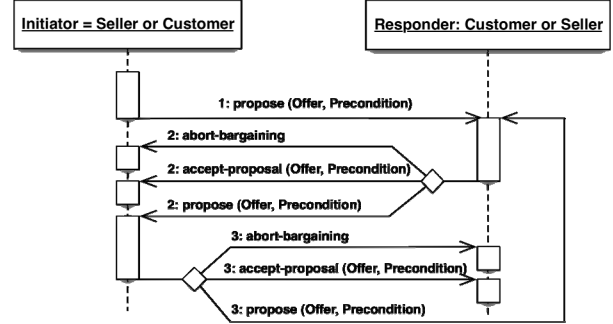 Initiator = Seller or Customer
Responder: Customer or Seller
1: propose (Offer, Precondition)
2: abort-bargaining
2: accept-proposal (Offer, Precondition)
2: propose (Offer, Precondition)
3: abort-bargaining
3: accept-proposal (Offer, Precondition)
3: propose (Offer, Precondition)